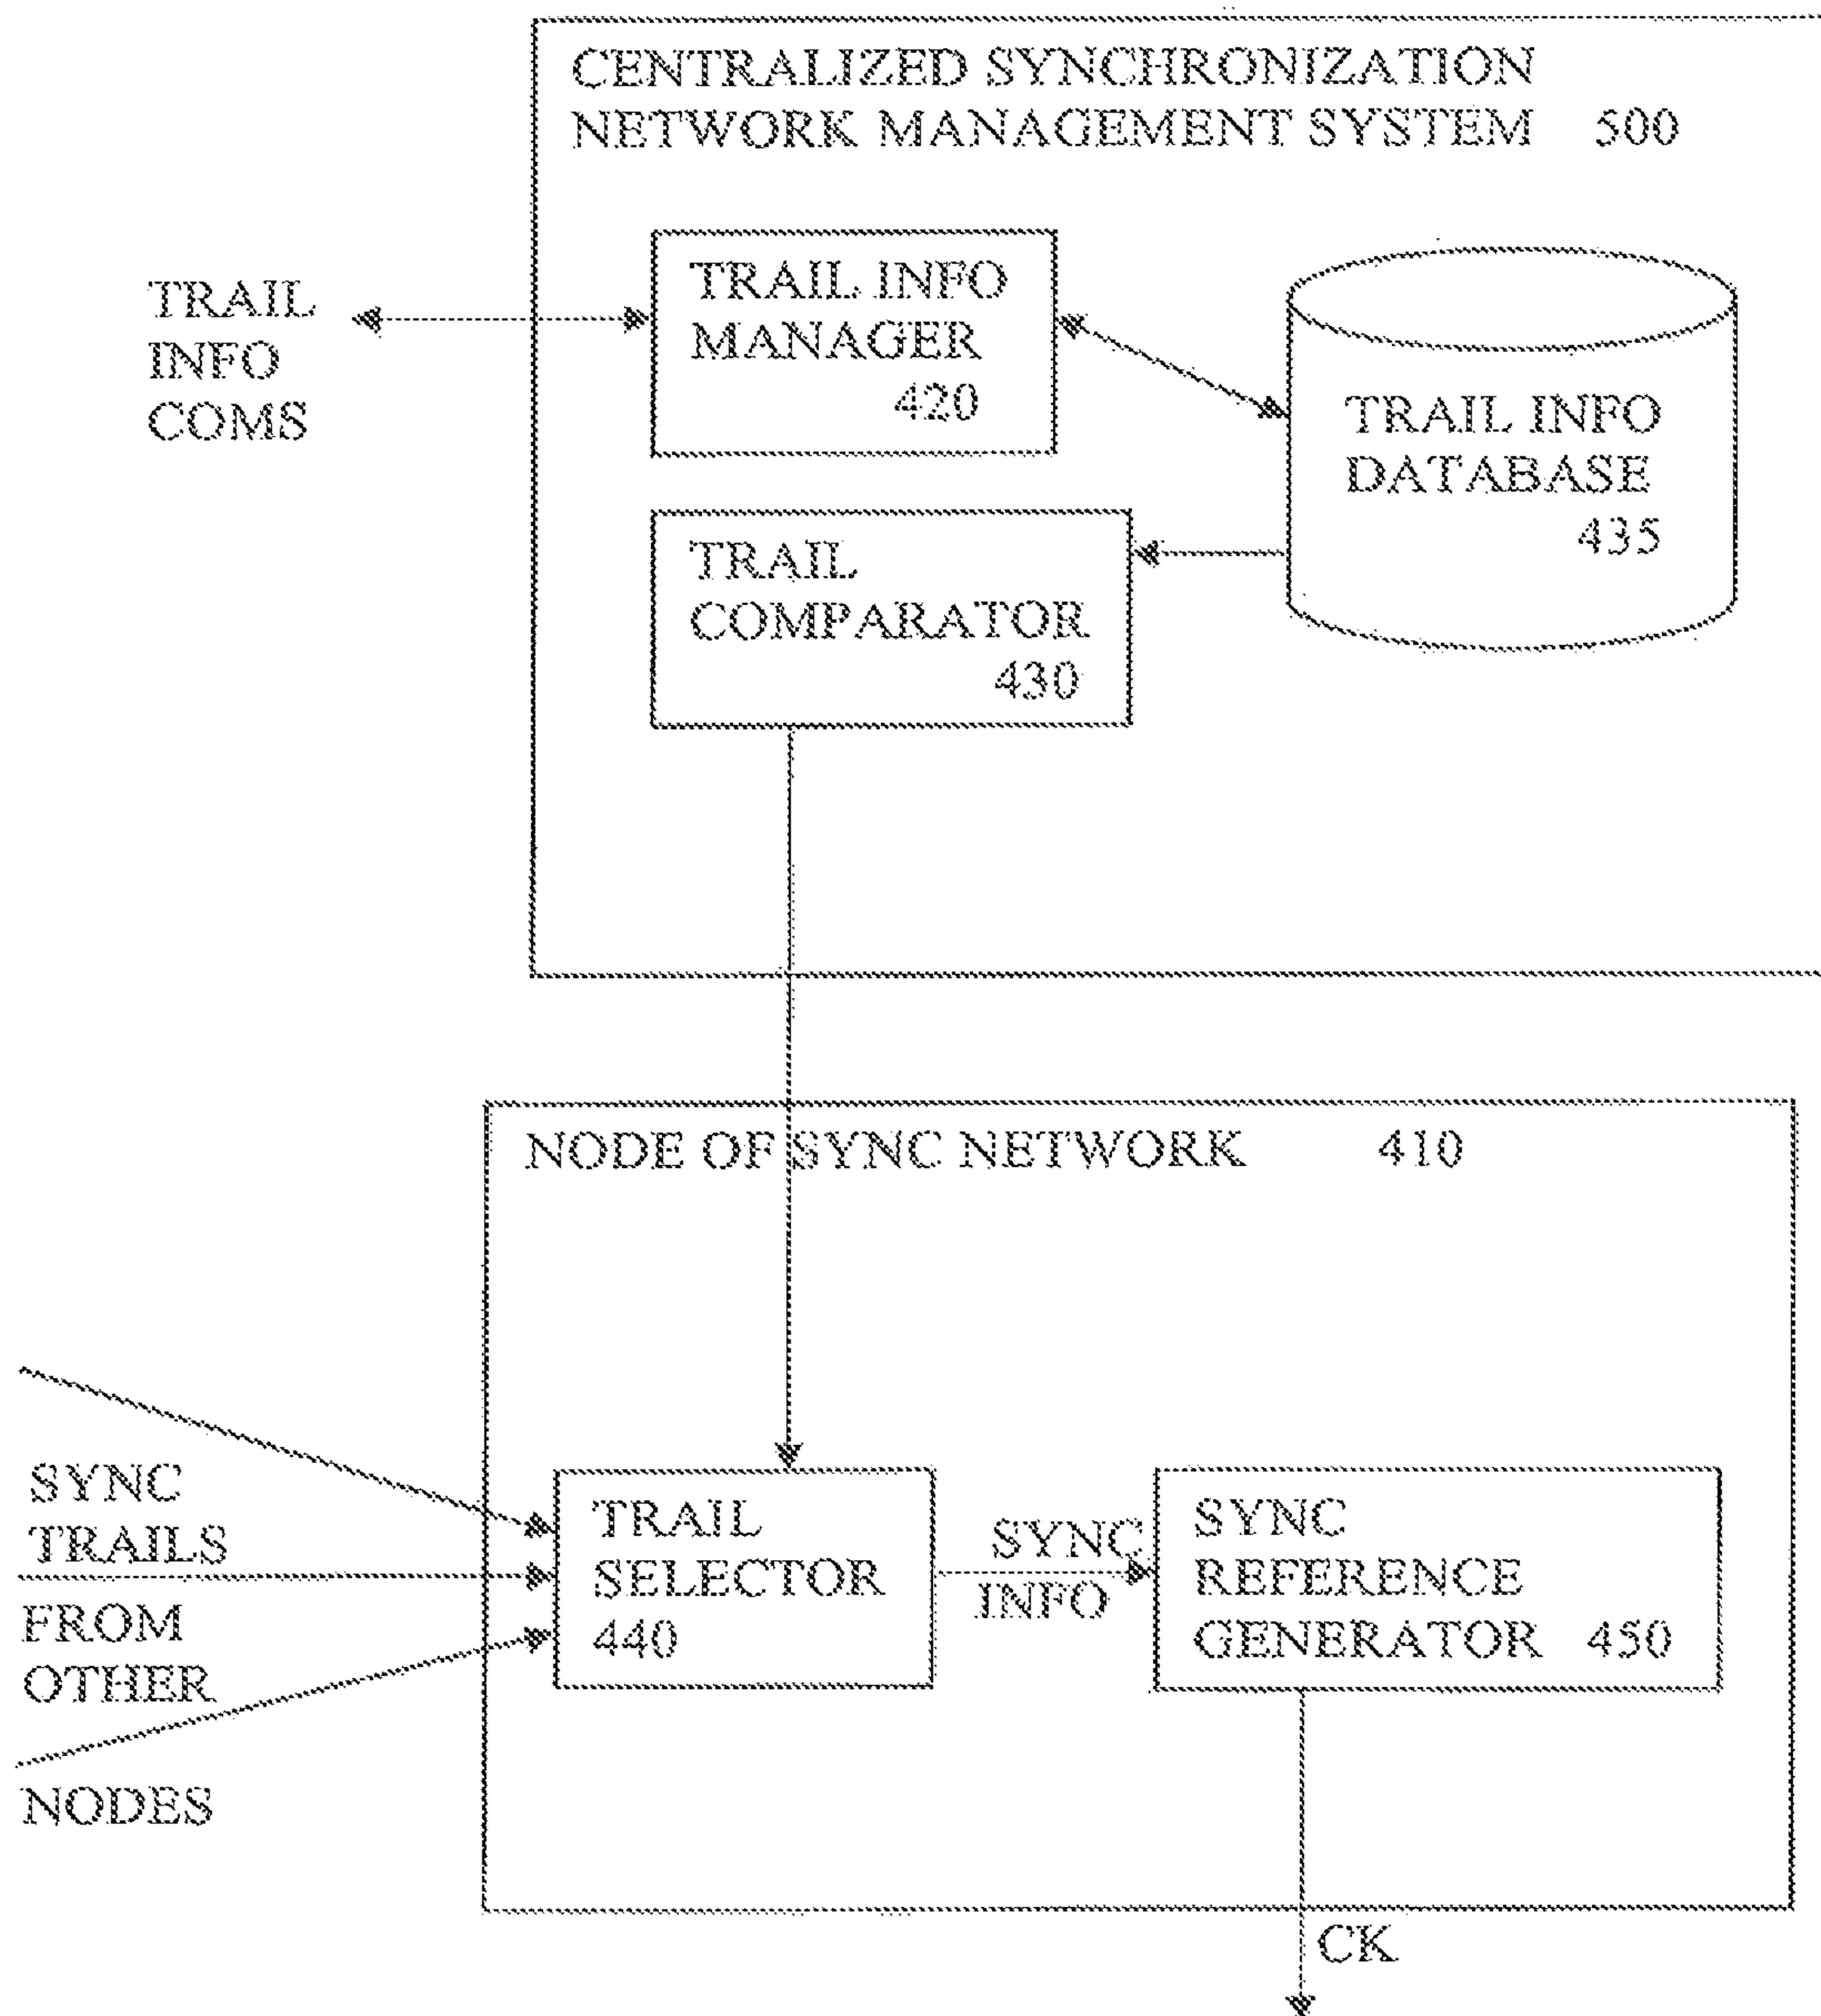 CENTRALIZED SYNCHRONIZATION
NETWORK MANAGEMENT SYSTEM 500
TRAIL
INFO
COMS
TRAIL INFO
MANAGER
420
TRAIL INFO
DATABASE
435
TRAIL
COMPARATOR
430
NODE OF SYNC NETWORK 410
SYNC
TRAILS
FROM
OTHER
NODES
TRAIL
SELECTOR
440
SYNC
INFO
SYNC
REFERENCE
GENERATOR 450
CK